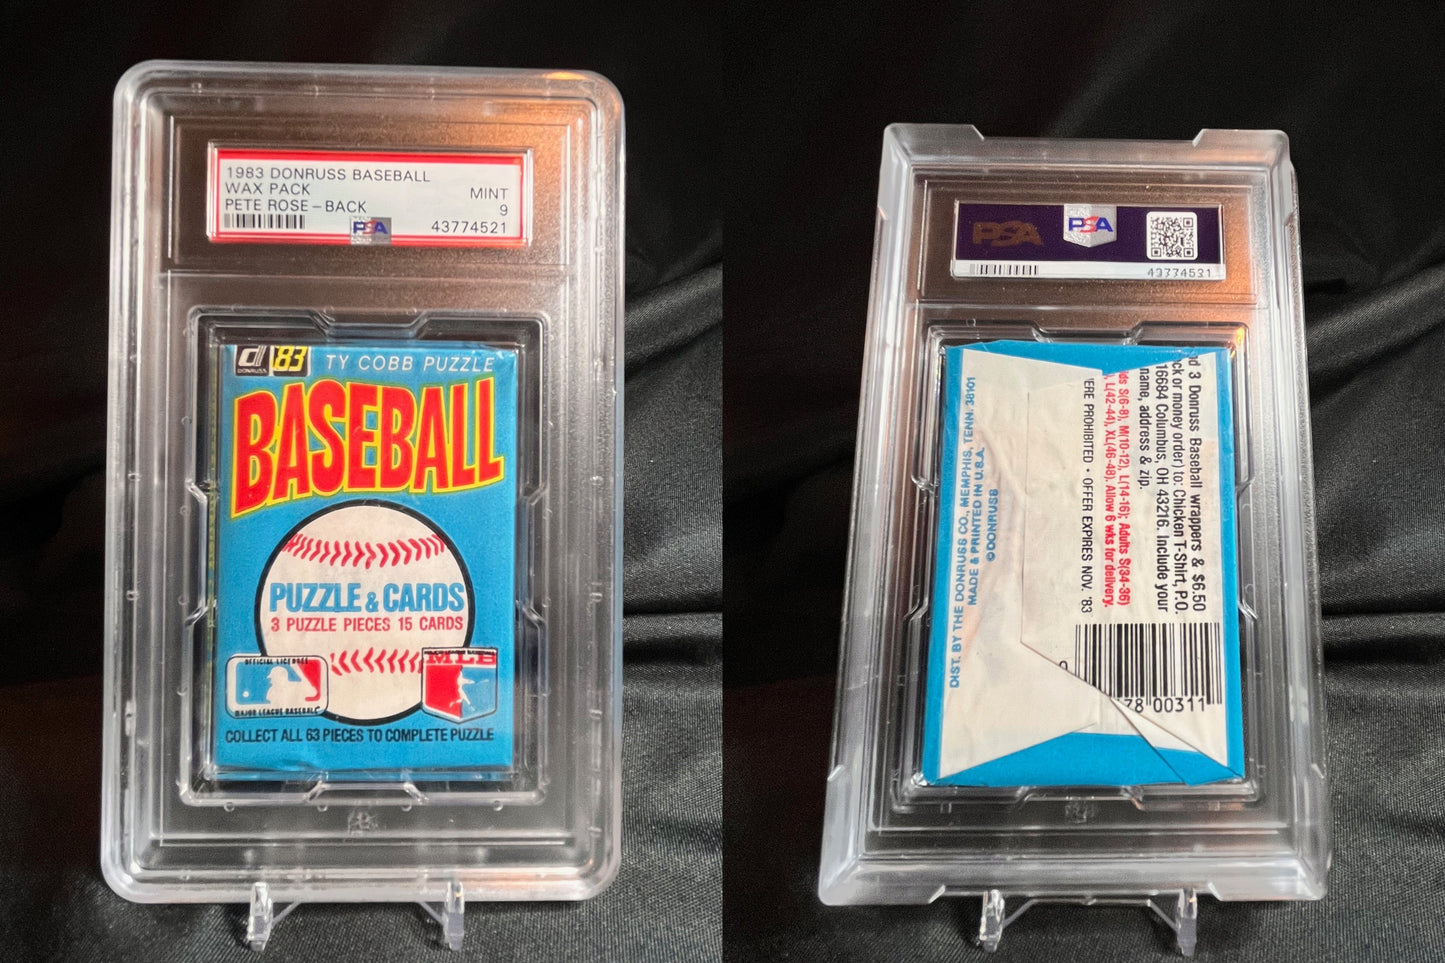 1983 DONRUSS BASEBALL
WAX PACK MINT
PETE ROSE-BACK 9
PSA 43774521
d DONRUSS '83 TY COBB PUZZLE
BASEBALL
PUZZLE & CARDS
3 PUZZLE PIECES 15 CARDS
OFFICIAL LICENSEE
MAJOR LEAGUE BASEBALL
MLB
COLLECT ALL 63 PIECES TO COMPLETE PUZZLE
PSA PSA
43774521
DIST. BY THE DONRUSS CO., MEMPHIS, TENN. 38101
MADE & PRINTED IN U.S.A.
© DONRUSS
ERE PROHIBITED • OFFER EXPIRES NOV. '83
ds S(6-8), M(10-12), L(14-16); Adults S(34-36)
, L(42-44), XL(46-48). Allow 6 wks for delivery.
nd 3 Donruss Baseball wrappers & $6.50
ck or money order) to: Chicken T-Shirt, P.O.
16684 Columbus, OH 43216. Include your
name, address & zip.
0 78 00311